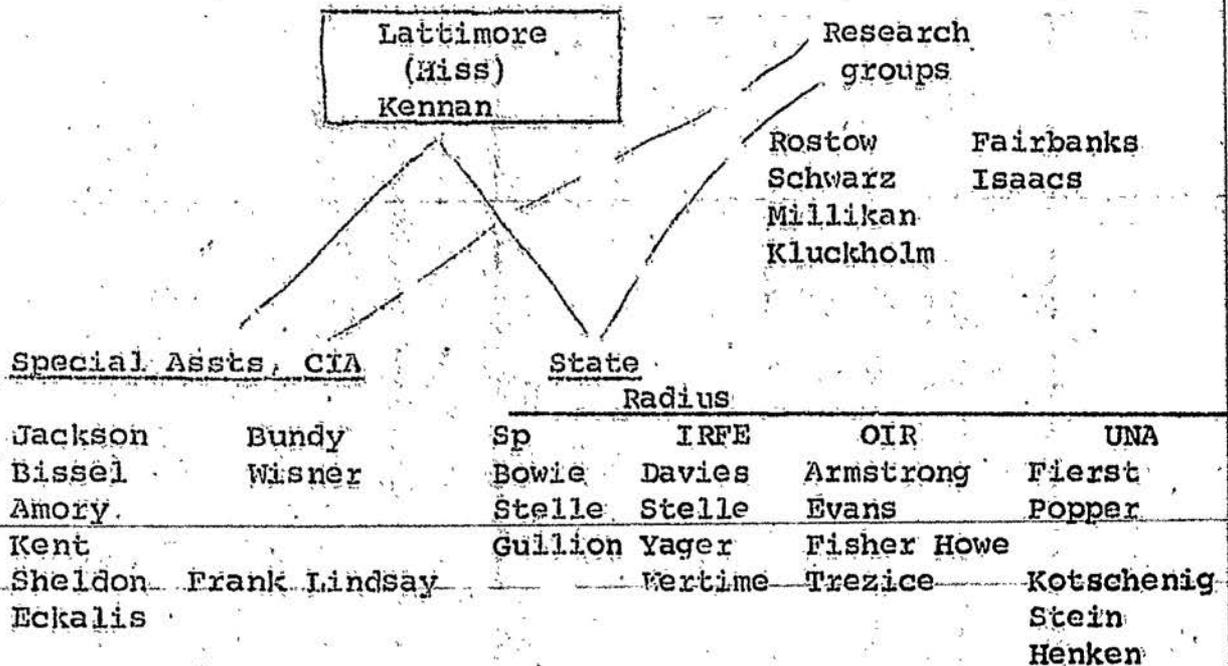 Lattimore Research
(Hiss) groups
Kennan
Rostow Fairbanks
Schwarz Isaacs
Millikan
Kluckholm
Special Assts, CIA State
Radius
Jackson Bundy Sp IRFE OIR UNA
Bissel Wisner Bowie Davies Armstrong Fierst
Amory Stelle Stelle Evans Popper
Kent Gullion Yager Fisher Howe
Sheldon Frank Lindsay Wertime Trezice Kotschenig
Eckalis Stein
Henken